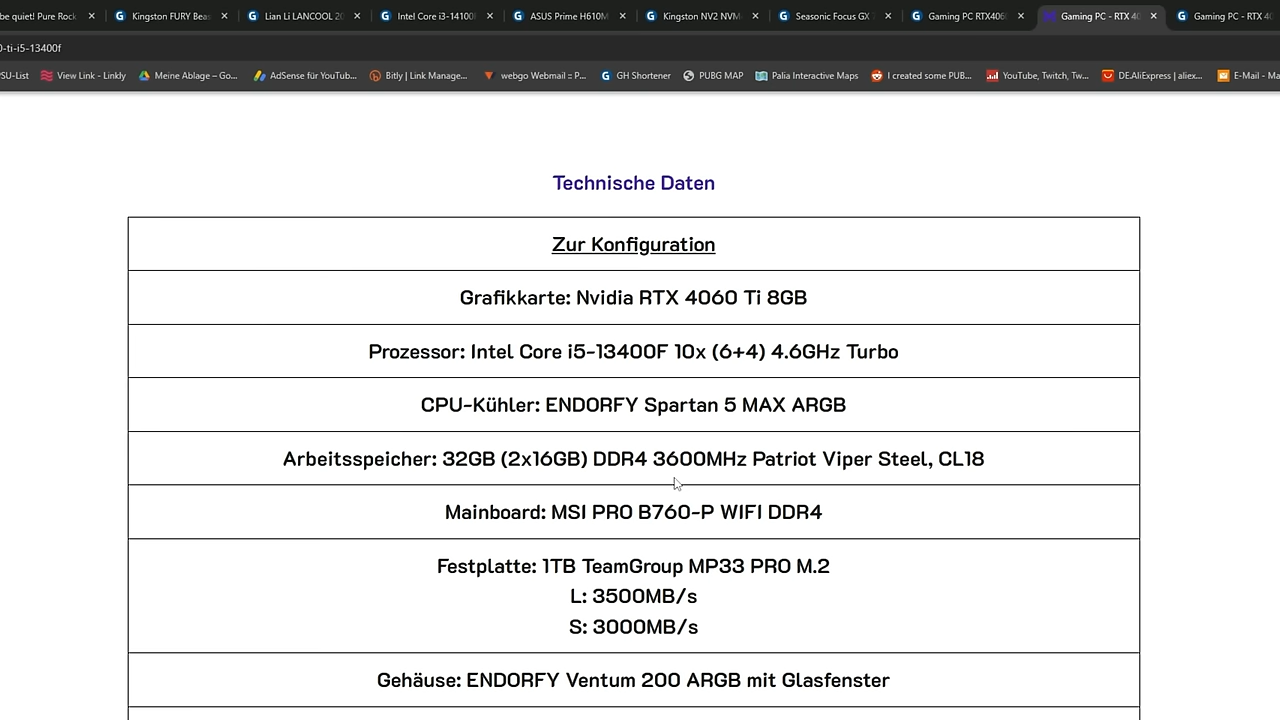 be quiet! Pure Rock
Kingston FURY Beas
Lian Li LANCOOL 20
Intel Core i3-14100F
ASUS Prime H610M
Kingston NV2 NVM
Seasonic Focus GX 7
Gaming PC RTX406
Gaming PC - RTX 40
Gaming PC - RTX 40
0-ti-i5-13400f
SU-List
View Link - Linkly
Meine Ablage – Go...
AdSense für YouTub...
Bitly | Link Manage...
webgo Webmail :: P...
GH Shortener
PUBG MAP
Palia Interactive Maps
I created some PUB...
YouTube, Twitch, Tw...
DE.AliExpress | aliex...
E-Mail - Ma
Technische Daten
Zur Konfiguration
Grafikkarte: Nvidia RTX 4060 Ti 8GB
Prozessor: Intel Core i5-13400F 10x (6+4) 4.6GHz Turbo
CPU-Kühler: ENDORFY Spartan 5 MAX ARGB
Arbeitsspeicher: 32GB (2x16GB) DDR4 3600MHz Patriot Viper Steel, CL18
Mainboard: MSI PRO B760-P WIFI DDR4
Festplatte: 1TB TeamGroup MP33 PRO M.2
L: 3500MB/s
S: 3000MB/s
Gehäuse: ENDORFY Ventum 200 ARGB mit Glasfenster